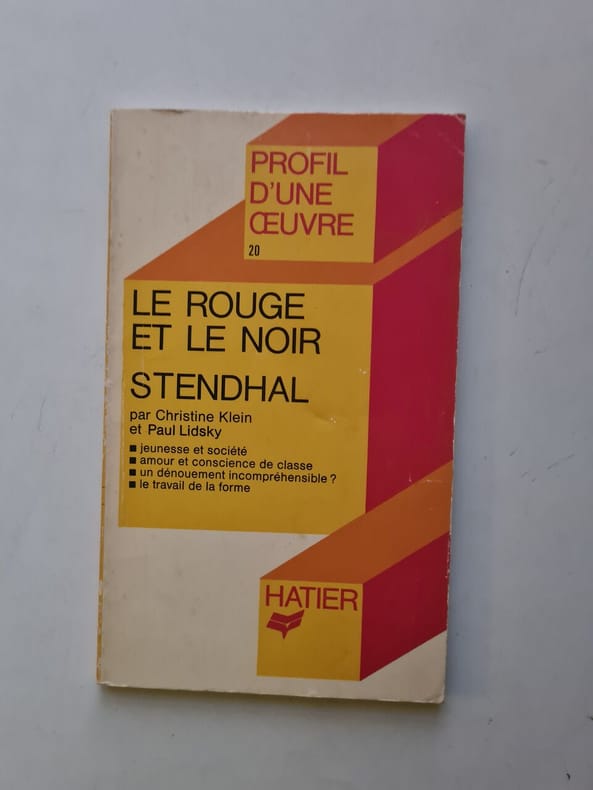 PROFIL
D'UNE
ŒUVRE
20
LE ROUGE
ET LE NOIR
STENDHAL
par Christine Klein
et Paul Lidsky
■ jeunesse et société
■ amour et conscience de classe
■ un dénouement incompréhensible ?
■ le travail de la forme
HATIER